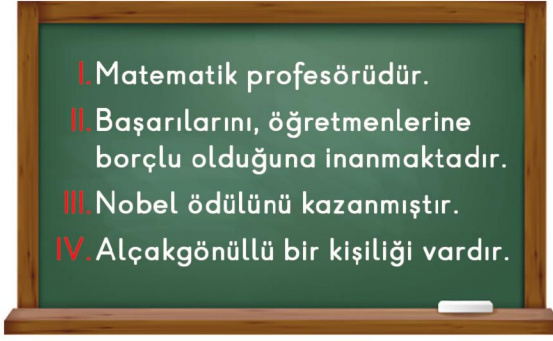 I. Matematik profesörüdür.
II. Başarılarını, öğretmenlerine
borçlu olduğuna inanmaktadır.
III. Nobel ödülünü kazanmıştır.
IV. Alçakgönüllü bir kişiliği vardır.